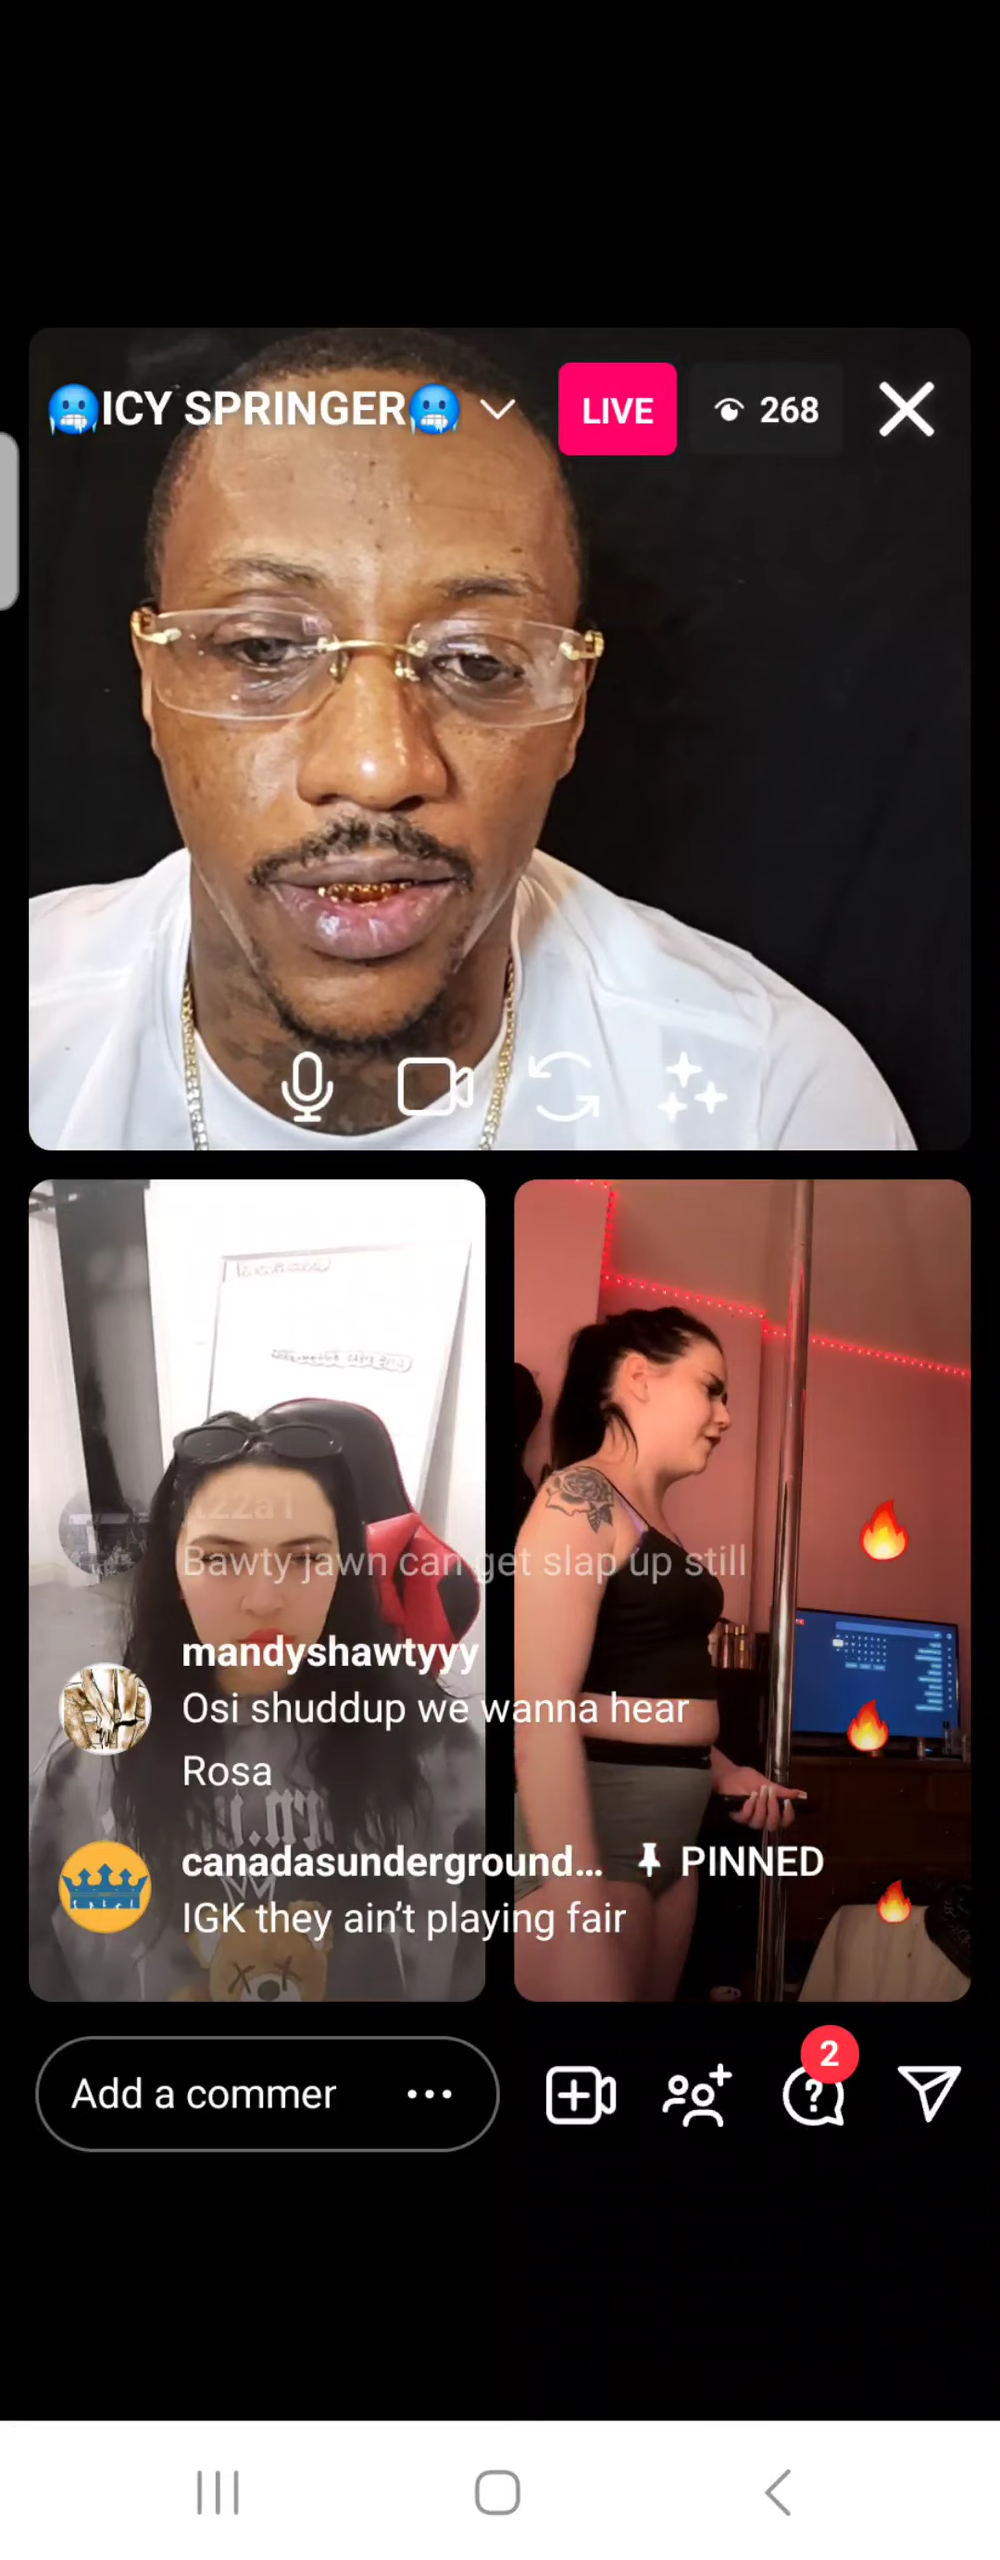 🥶ICY SPRINGER🥶
LIVE
268
Bawty jawn can get slap up still
mandyshawtyyy
Osi shuddup we wanna hear
Rosa
canadasunderground... PINNED
IGK they ain't playing fair
Add a commer
2